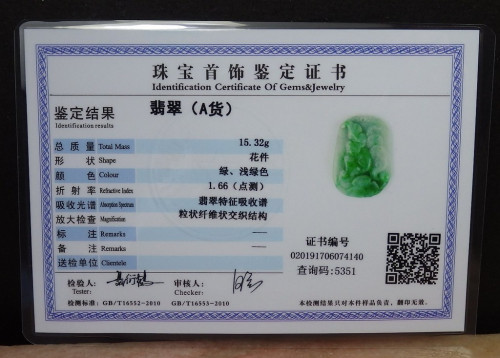 珠宝首饰鉴定证书
Identification Certificate Of Gems&Jewelry
鉴定结果 翡翠（A货）
Identification results
总质量 Total Mass 15.32g
形状 Shape 花件
颜色 Colour 绿、浅绿色
折射率 Refractive Index 1.66（点测）
吸收光谱 Absorption Spectrum 翡翠特征吸收谱
放大检查 Magnification 粒状纤维状交织结构
标注 Remarks —
备注 Remarks —
送检单位 Clientele
检验人: 审核人:
Tester: Checker:
检测标准: GB/T16552-2010 GB/T16553-2010
证书编号
020191706074140
查询码: 5351
本检测结果只对本件样品负责，翻印无效。